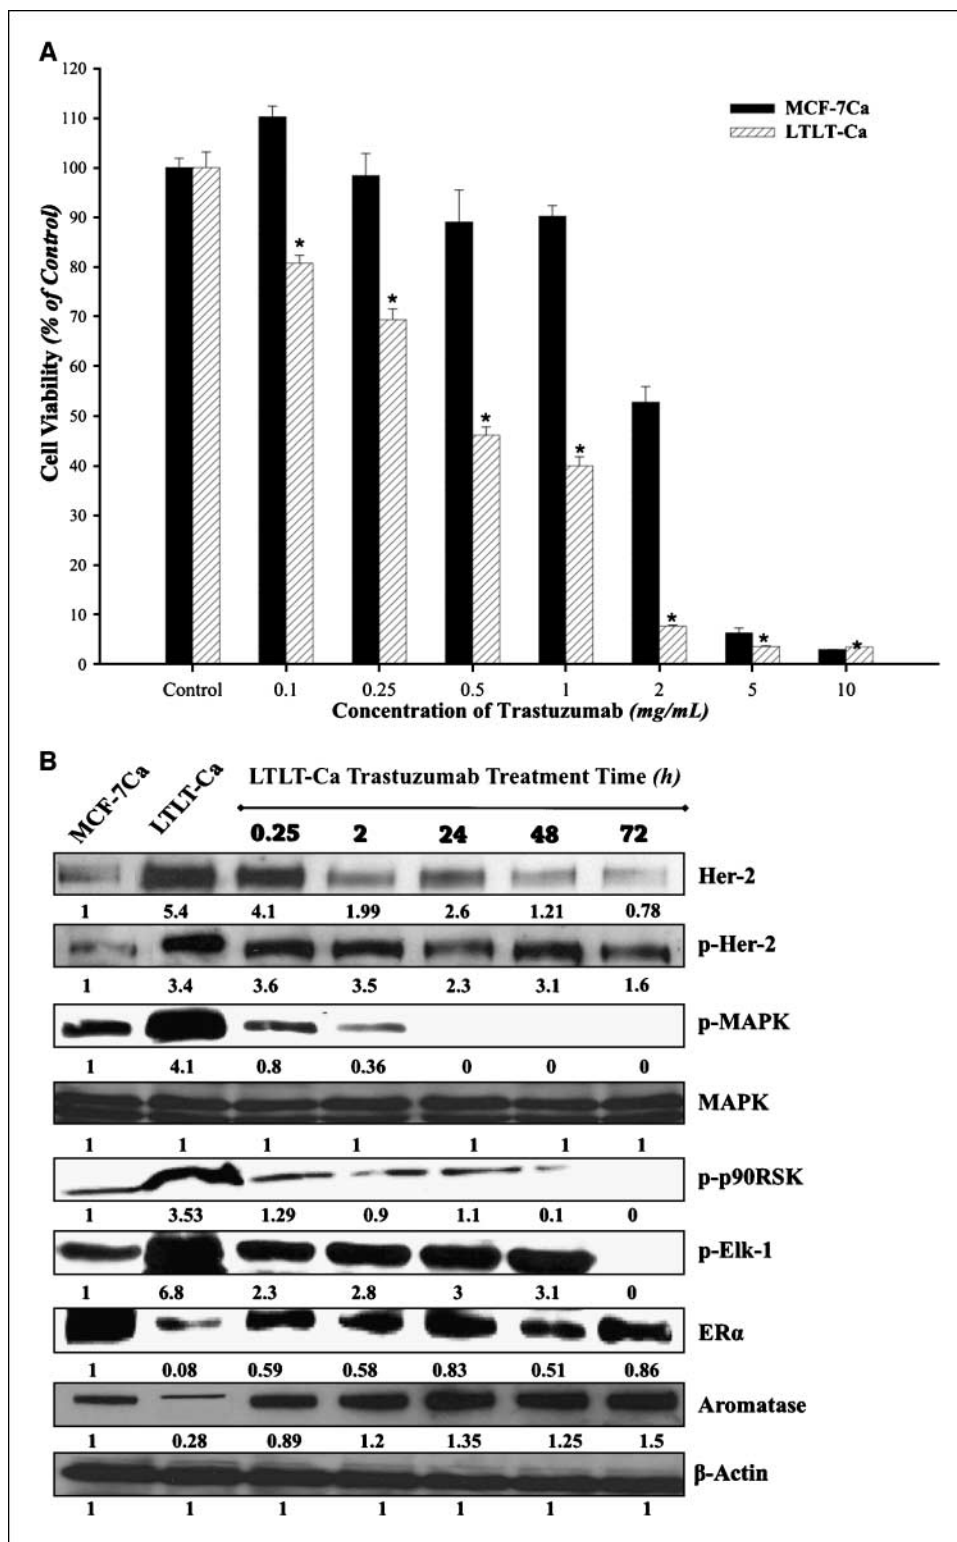 A
120
110
100
90
80
70
60
50
40
30
20
10
0
Cell Viability (% of Control)
MCF-7Ca
LTLT-Ca
* * * * * * *
Control 0.1 0.25 0.5 1 2 5 10
Concentration of Trastuzumab (mg/mL)
B
MCF-7Ca LTLT-Ca LTLT-Ca Trastuzumab Treatment Time (h)
0.25 2 24 48 72
Her-2
1 5.4 4.1 1.99 2.6 1.21 0.78
p-Her-2
1 3.4 3.6 3.5 2.3 3.1 1.6
p-MAPK
1 4.1 0.8 0.36 0 0 0
MAPK
1 1 1 1 1 1 1
p-p90RSK
1 3.53 1.29 0.9 1.1 0.1 0
p-Elk-1
1 6.8 2.3 2.8 3 3.1 0
ERα
1 0.08 0.59 0.58 0.83 0.51 0.86
Aromatase
1 0.28 0.89 1.2 1.35 1.25 1.5
β-Actin
1 1 1 1 1 1 1